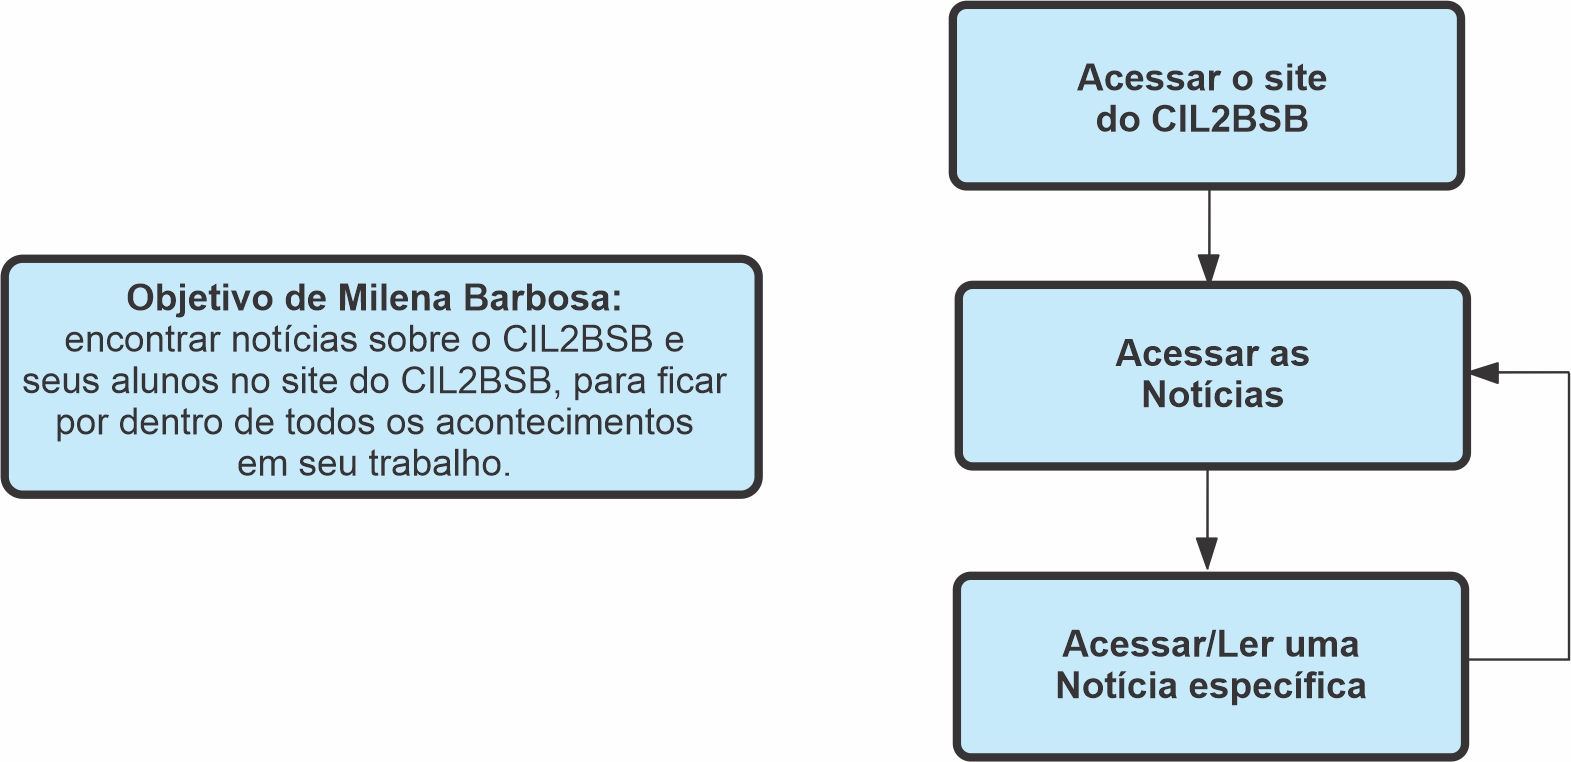 Objetivo de Milena Barbosa:
encontrar notícias sobre o CIL2BSB e
seus alunos no site do CIL2BSB, para ficar
por dentro de todos os acontecimentos
em seu trabalho.
Acessar o site
do CIL2BSB
Acessar as
Notícias
Acessar/Ler uma
Notícia específica